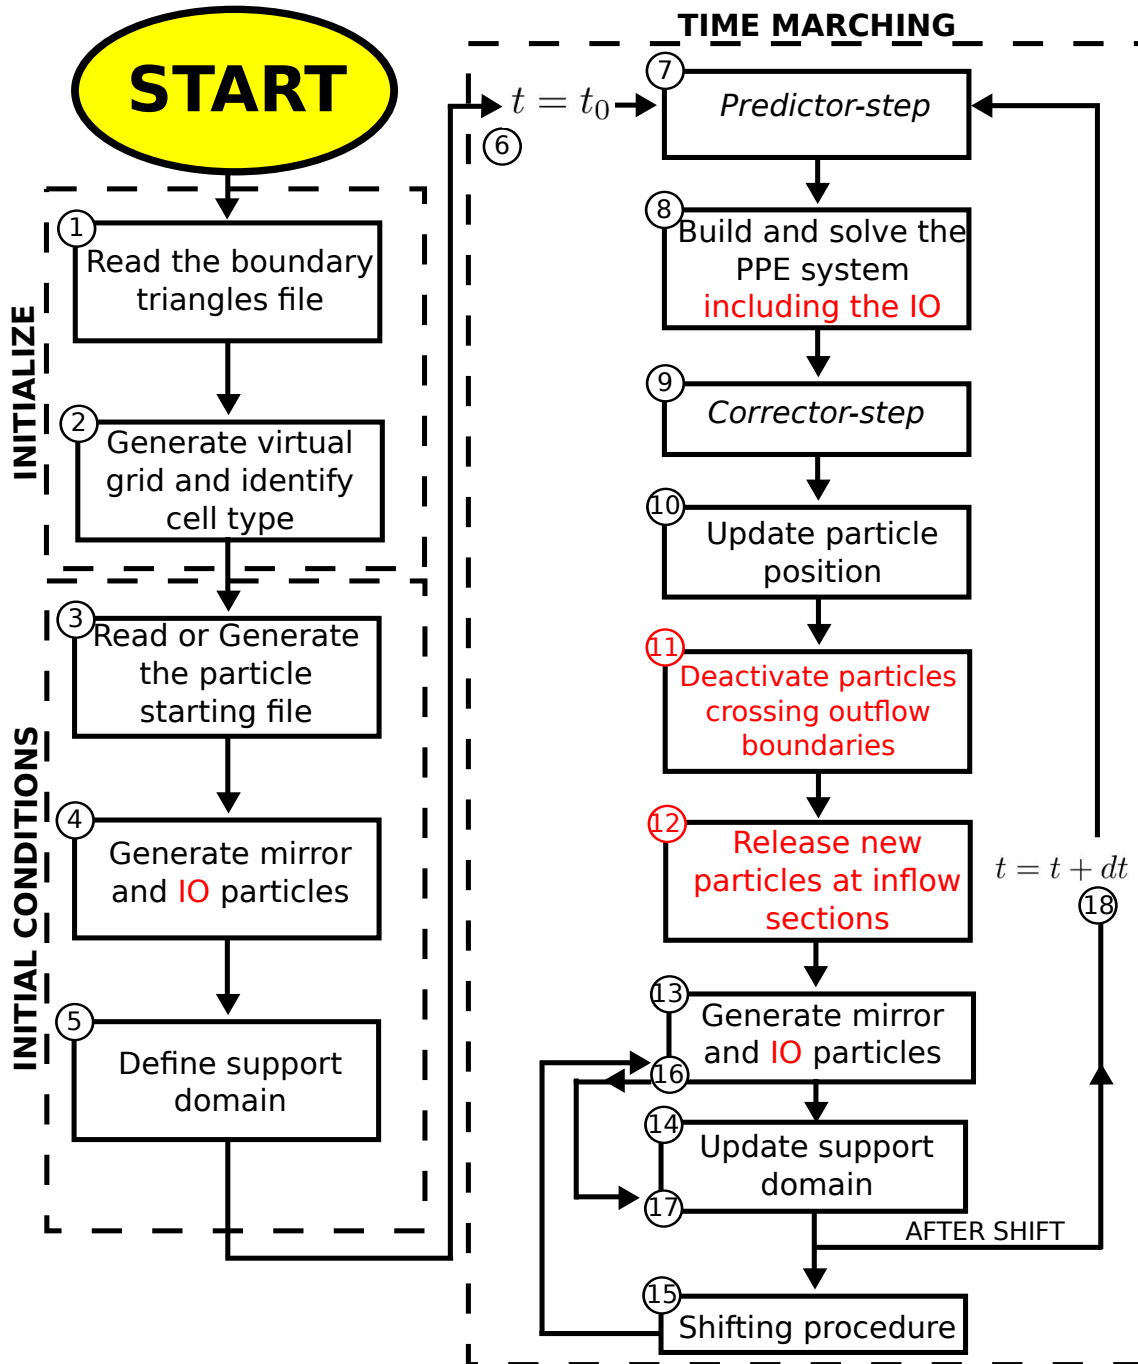 START
INITIALIZE
1
Read the boundary
triangles file
2
Generate virtual
grid and identify
cell type
INITIAL CONDITIONS
3
Read or Generate
the particle
starting file
4
Generate mirror
and IO particles
5
Define support
domain
TIME MARCHING
t = t₀
6
7
Predictor-step
8
Build and solve the
PPE system
including the IO
9
Corrector-step
10
Update particle
position
11
Deactivate particles
crossing outflow
boundaries
12
Release new
particles at inflow
sections
13
Generate mirror
and IO particles
16
14
Update support
domain
17
AFTER SHIFT
15
Shifting procedure
t = t + dt
18